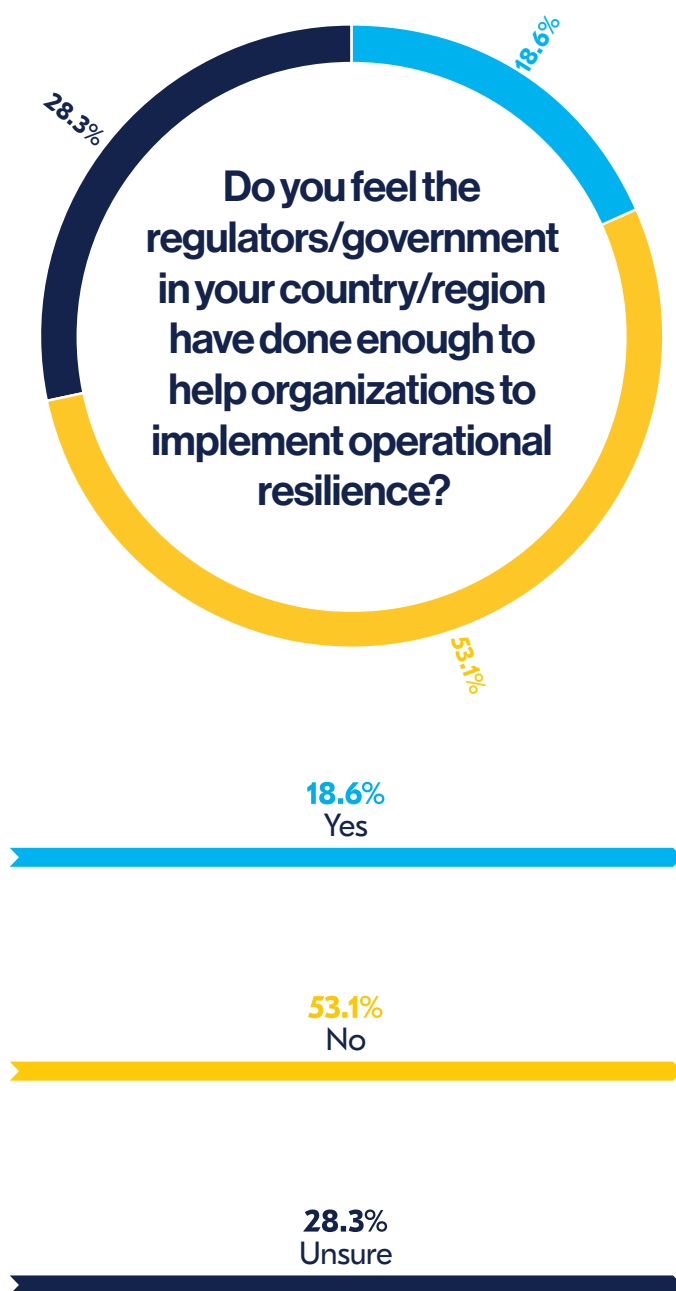 18.6%
28.3%
Do you feel the
regulators/government
in your country/region
have done enough to
help organizations to
implement operational
resilience?
53.1%
18.6%
Yes
53.1%
No
28.3%
Unsure